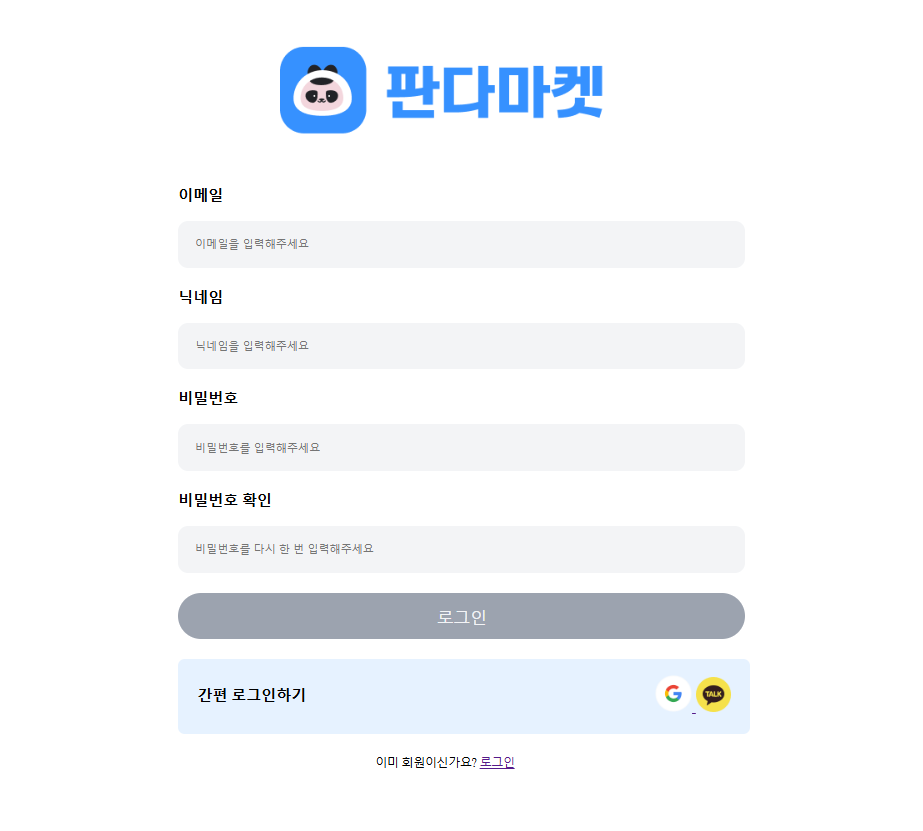 판다마켓
이메일
이메일을 입력해주세요
닉네임
닉네임을 입력해주세요
비밀번호
비밀번호를 입력해주세요
비밀번호 확인
비밀번호를 다시 한 번 입력해주세요
로그인
간편 로그인하기
G
TALK
이미 회원이신가요? 로그인